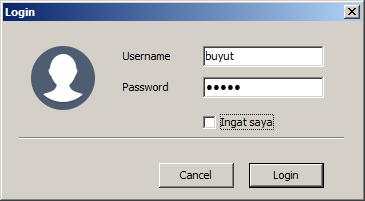 Login
Username
buyut
Password
•••••
Ingat saya
Cancel
Login